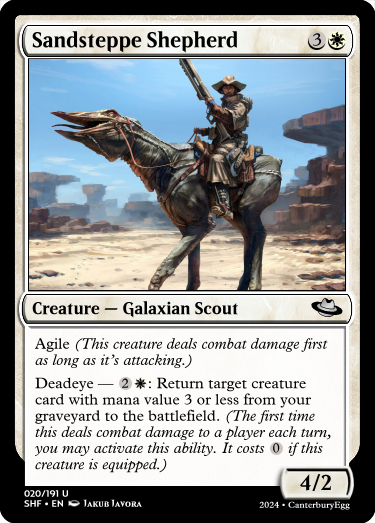 Sandsteppe Shepherd 3
Creature — Galaxian Scout
Agile (This creature deals combat damage first
as long as it's attacking.)
Deadeye — 2: Return target creature
card with mana value 3 or less from your
graveyard to the battlefield. (The first time
this deals combat damage to a player each turn,
you may activate this ability. It costs 0 if this
creature is equipped.)
4/2
020/191 U
SHF • EN Jakub Javora
2024 • CanterburyEgg